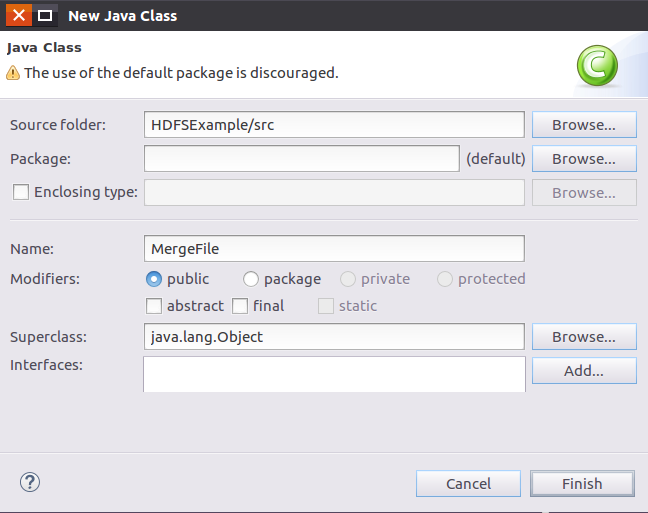 New Java Class
Java Class
The use of the default package is discouraged.
Source folder: HDFSExample/src Browse...
Package: (default) Browse...
Enclosing type: Browse...
Name: MergeFile
Modifiers: public package private protected
abstract final static
Superclass: java.lang.Object Browse...
Interfaces: Add...
? Cancel Finish